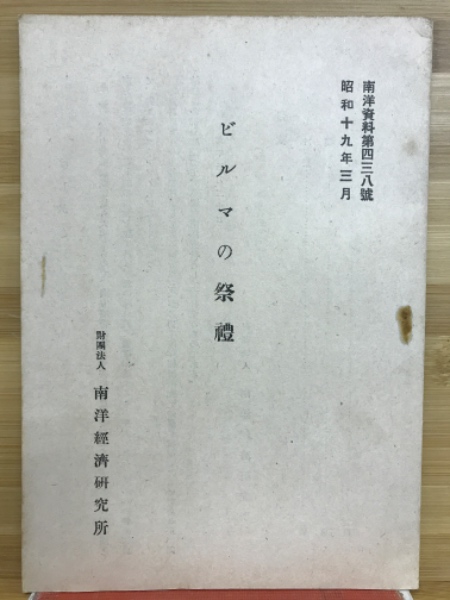 南洋資料第四三八號
昭和十九年三月
ビルマの祭禮
財團法人 南洋經濟研究所